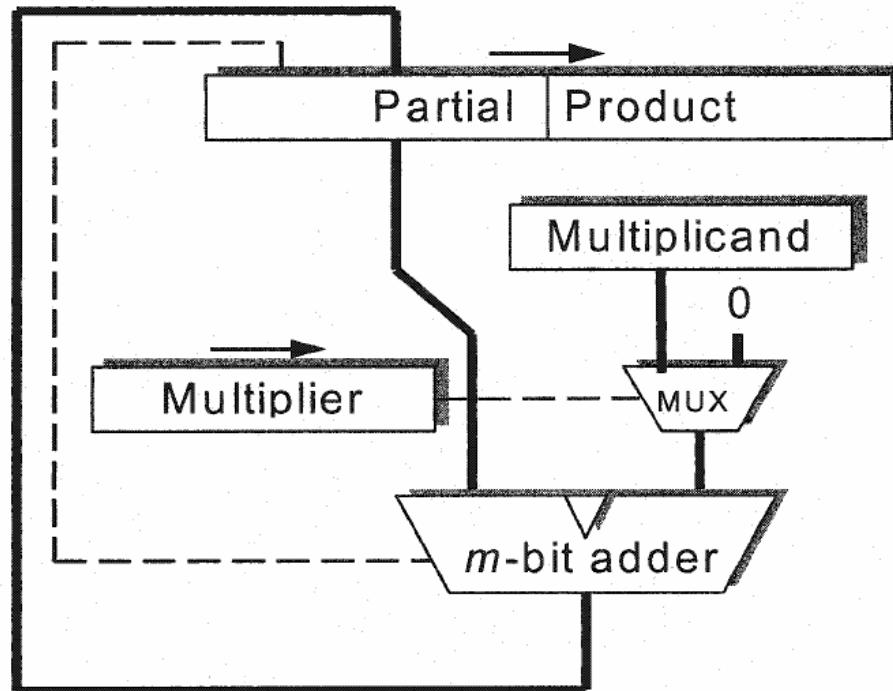 Partial Product
Multiplicand
0
Multiplier
MUX
m-bit adder